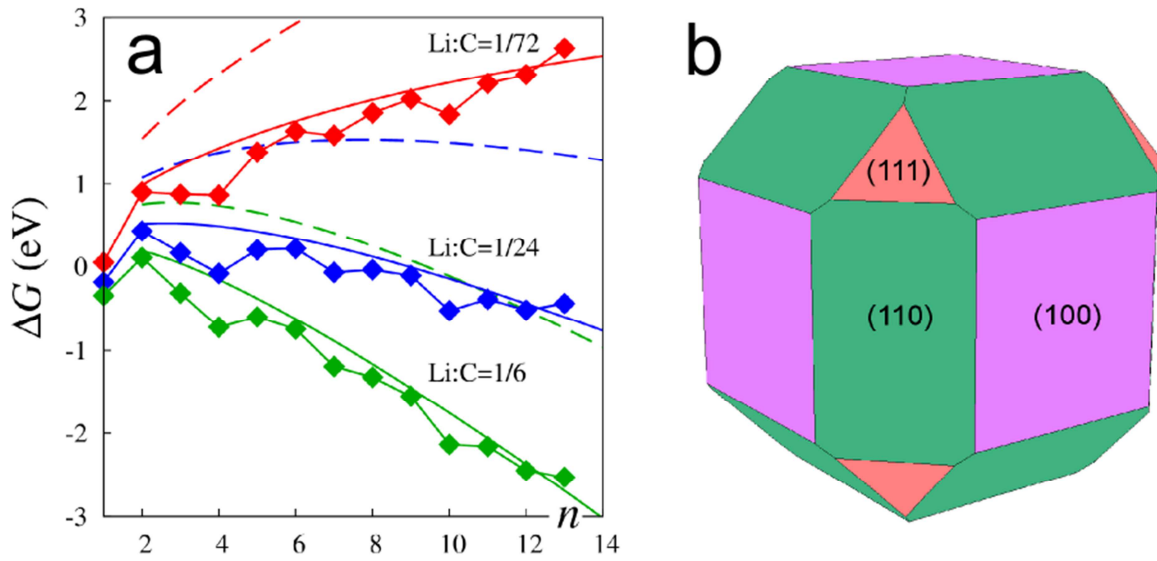 a
ΔG (eV)
3
2
1
0
-1
-2
-3
Li:C=1/72
Li:C=1/24
Li:C=1/6
2
4
6
8
10
12
14
n
b
(111)
(110)
(100)